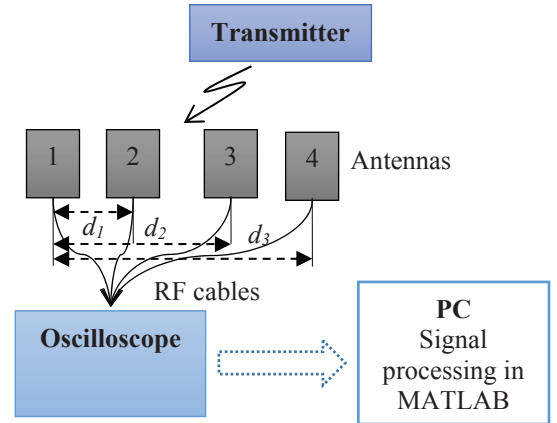 Transmitter
1 2 3 4 Antennas
d1 d2 d3
RF cables
Oscilloscope
PC
Signal
processing in
MATLAB